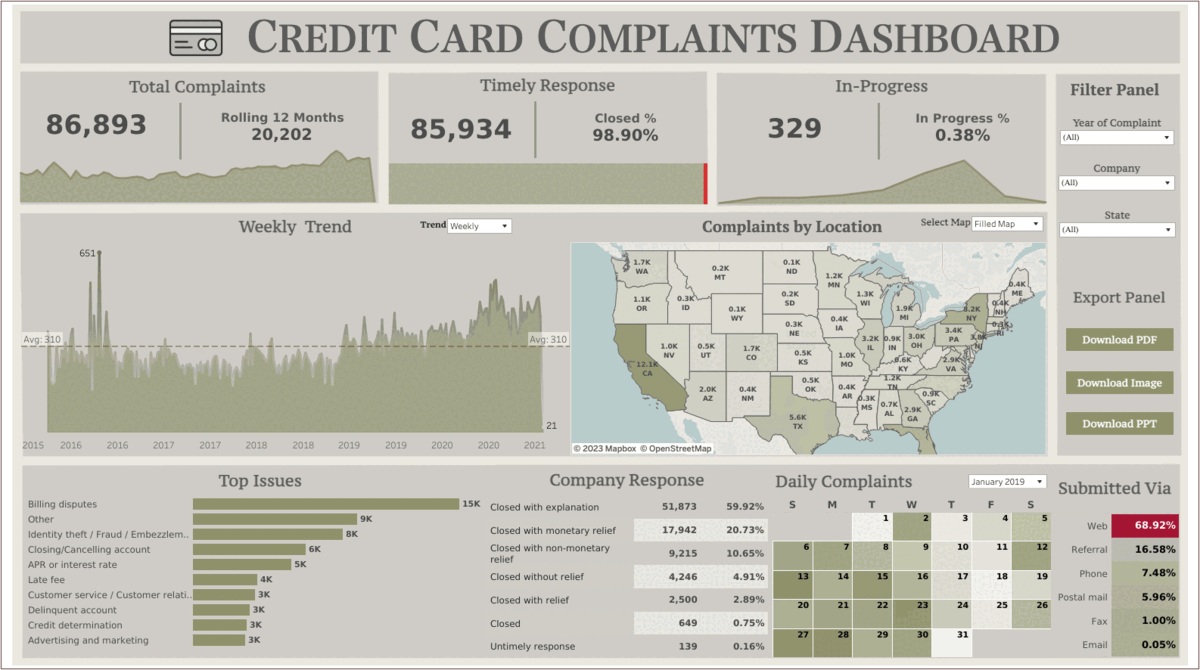 CREDIT CARD COMPLAINTS DASHBOARD
Total Complaints
86,893
Rolling 12 Months
20,202
Timely Response
85,934
Closed %
98.90%
In-Progress
329
In Progress %
0.38%
Filter Panel
Year of Complaint
(All)
Company
(All)
State
(All)
Export Panel
Download PDF
Download Image
Download PPT
Weekly Trend
Trend Weekly
651
Avg: 310
Avg: 310
21
2015 2016 2016 2017 2017 2018 2018 2019 2019 2020 2020 2021
Complaints by Location
Select Map Filled Map
1.7K
WA
0.2K
MT
0.1K
ND
1.2K
MN
0.4K
ME
1.1K
OR
0.3K
ID
0.2K
SD
1.3K
WI
1.9K
MI
8.2K
NY
0.4K
NH
0.1K
WY
0.4K
IA
RI
0.3K
NE
3.2K
IL
0.9K
IN
3.0K
OH
3.4K
PA
NJ
1.0K
NV
0.5K
UT
1.7K
CO
0.5K
KS
1.0K
MO
0.6K
KY
2.9K
VA
12.1K
CA
2.0K
AZ
0.4K
NM
0.5K
OK
0.4K
AR
1.2K
TN
0.9K
SC
0.3K
MS
0.7K
AL
2.9K
GA
5.6K
TX
© 2023 Mapbox © OpenStreetMap
Top Issues
Billing disputes 15K
Other 9K
Identity theft / Fraud / Embezzlem.. 8K
Closing/Cancelling account 6K
APR or interest rate 5K
Late fee 4K
Customer service / Customer relati.. 3K
Delinquent account 3K
Credit determination 3K
Advertising and marketing 3K
Company Response
Closed with explanation 51,873 59.92%
Closed with monetary relief 17,942 20.73%
Closed with non-monetary
relief 9,215 10.65%
Closed without relief 4,246 4.91%
Closed with relief 2,500 2.89%
Closed 649 0.75%
Untimely response 139 0.16%
Daily Complaints
January 2019
S M T W T F S
1 2 3 4 5
6 7 8 9 10 11 12
13 14 15 16 17 18 19
20 21 22 23 24 25 26
27 28 29 30 31
Submitted Via
Web 68.92%
Referral 16.58%
Phone 7.48%
Postal mail 5.96%
Fax 1.00%
Email 0.05%